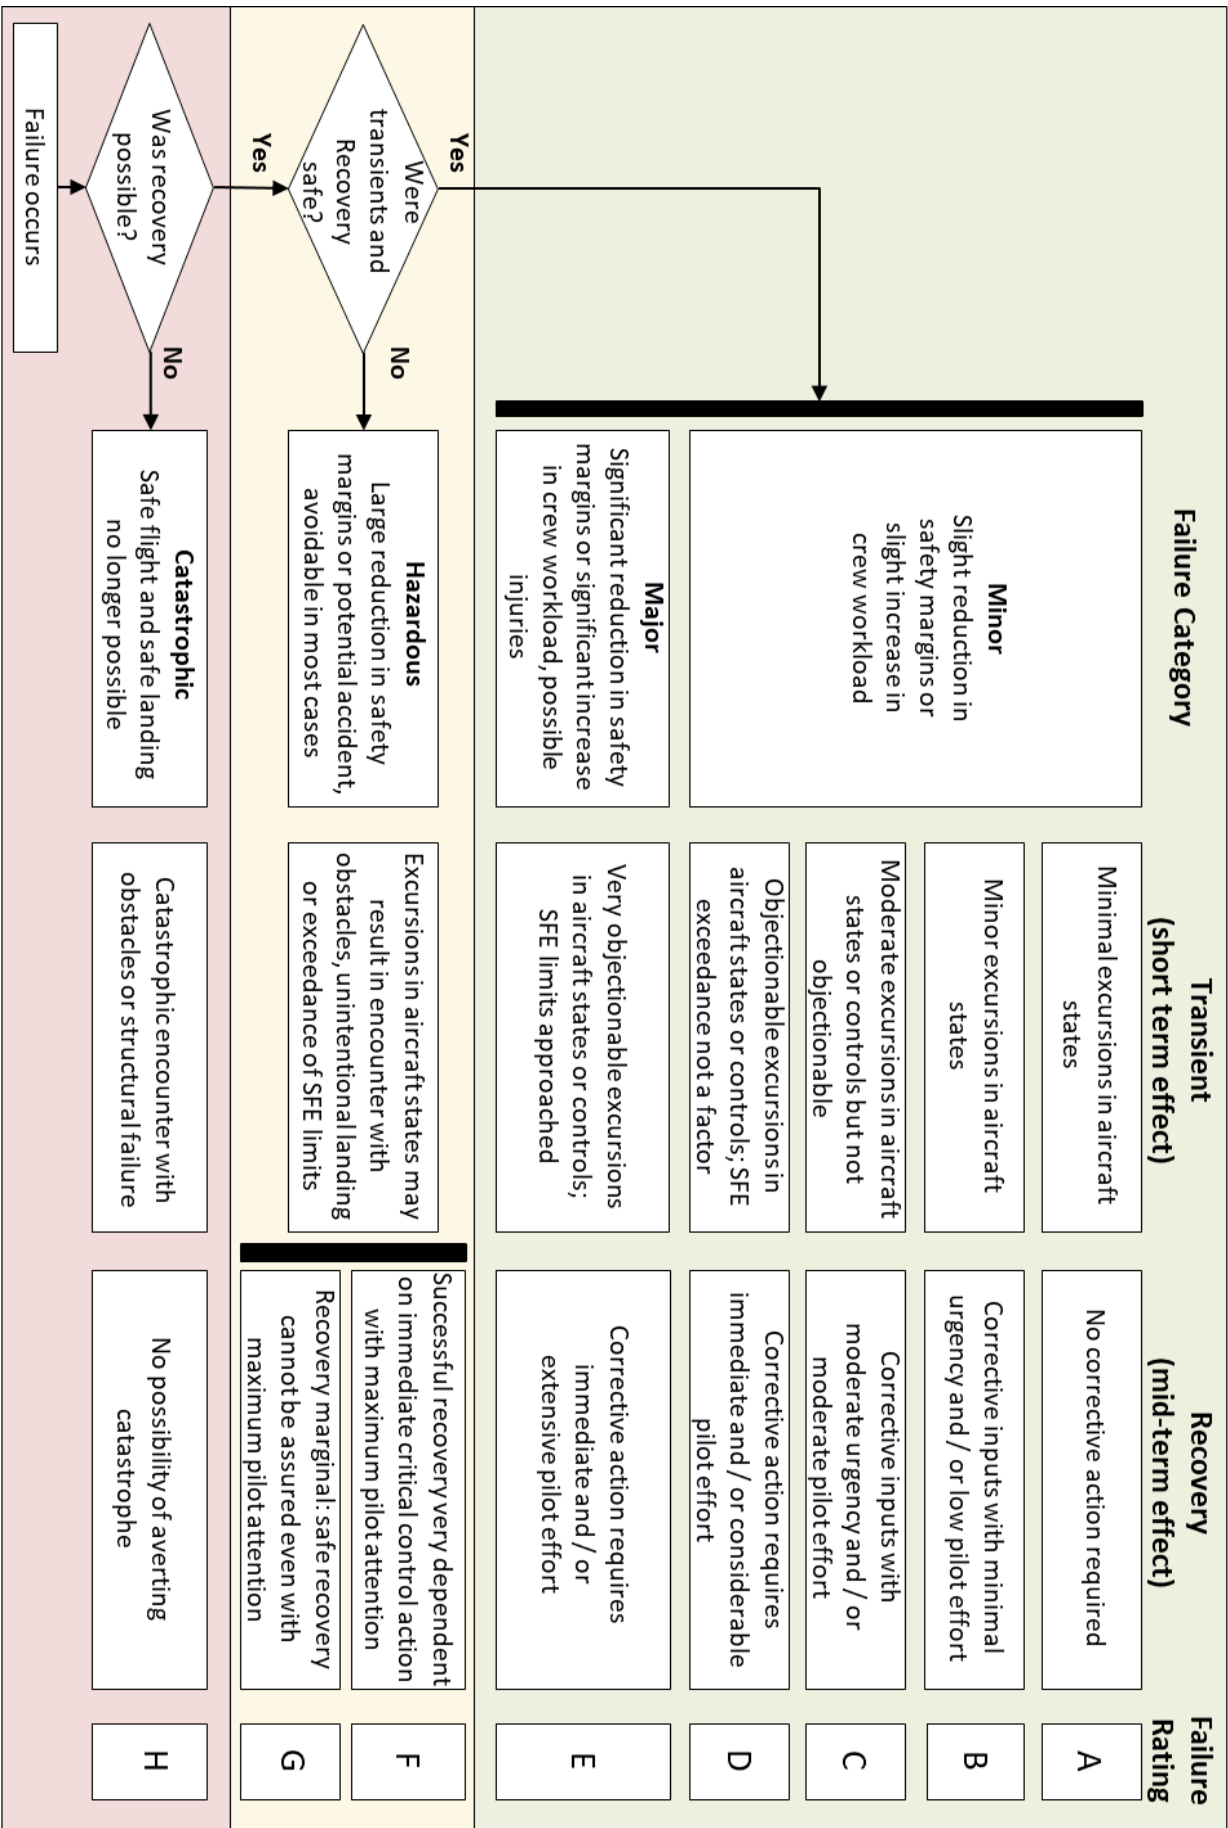 Failure Category
Transient
(short term effect)
Recovery
(mid-term effect)
Failure
Rating
Minor
Slight reduction in
safety margins or
slight increase in
crew workload
Minimal excursions in aircraft
states
No corrective action required
A
Minor excursions in aircraft
states
Corrective inputs with minimal
urgency and / or low pilot effort
B
Moderate excursions in aircraft
states or controls but not
objectionable
Corrective inputs with
moderate urgency and / or
moderate pilot effort
C
Objectionable excursions in
aircraft states or controls; SFE
exceedance not a factor
Corrective action requires
immediate and / or considerable
pilot effort
D
Major
Significant reduction in safety
margins or significant increase
in crew workload, possible
injuries
Very objectionable excursions
in aircraft states or controls;
SFE limits approached
Corrective action requires
immediate and / or
extensive pilot effort
E
Yes
Were
transients and
Recovery
safe?
No
Hazardous
Large reduction in safety
margins or potential accident,
avoidable in most cases
Excursions in aircraft states may
result in encounter with
obstacles, unintentional landing
or exceedance of SFE limits
Successful recovery very dependent
on immediate critical control action
with maximum pilot attention
F
Recovery marginal: safe recovery
cannot be assured even with
maximum pilot attention
G
Yes
Was recovery
possible?
No
Catastrophic
Safe flight and safe landing
no longer possible
Catastrophic encounter with
obstacles or structural failure
No possibility of averting
catastrophe
H
Failure occurs